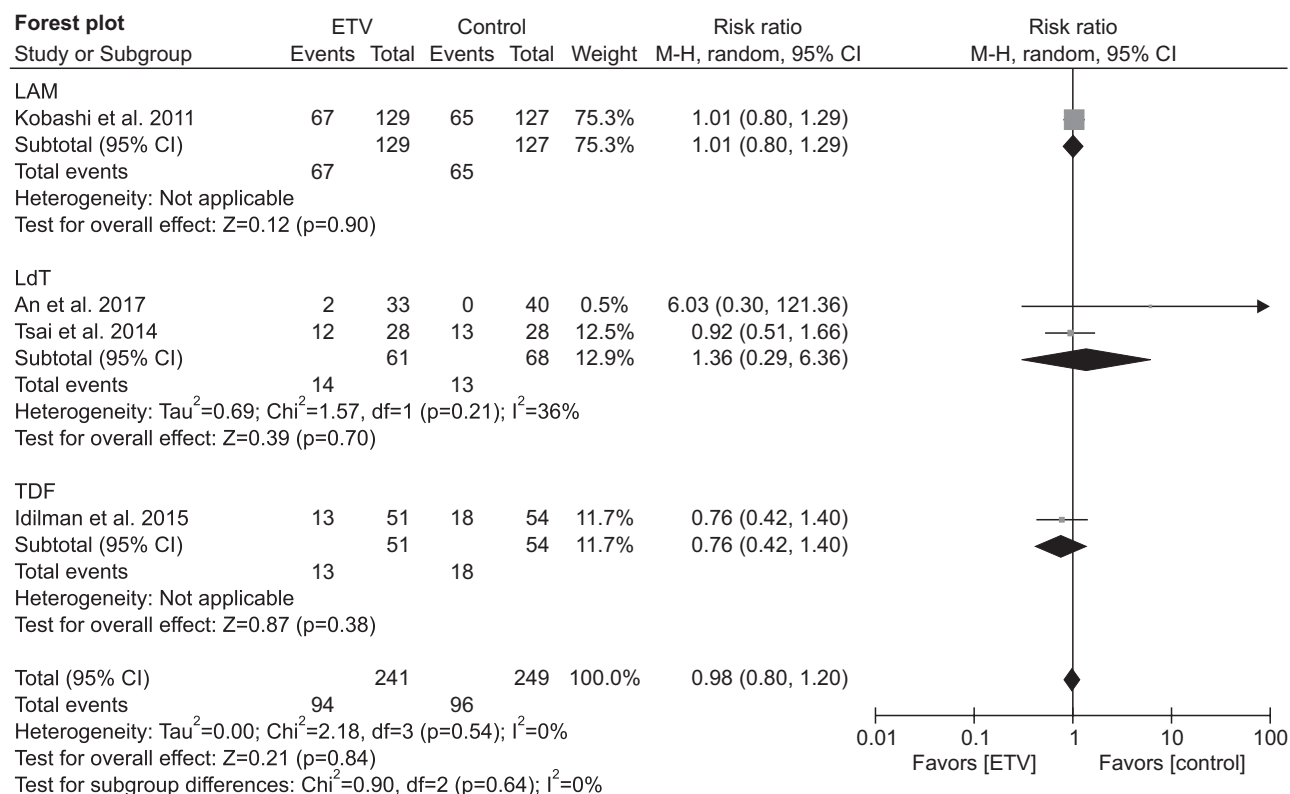 Forest plot ETV Control Risk ratio Risk ratio
Study or Subgroup Events Total Events Total Weight M-H, random, 95% CI M-H, random, 95% CI
LAM
Kobashi et al. 2011 67 129 65 127 75.3% 1.01 (0.80, 1.29)
Subtotal (95% CI) 129 127 75.3% 1.01 (0.80, 1.29)
Total events 67 65
Heterogeneity: Not applicable
Test for overall effect: Z=0.12 (p=0.90)
LdT
An et al. 2017 2 33 0 40 0.5% 6.03 (0.30, 121.36)
Tsai et al. 2014 12 28 13 28 12.5% 0.92 (0.51, 1.66)
Subtotal (95% CI) 61 68 12.9% 1.36 (0.29, 6.36)
Total events 14 13
Heterogeneity: Tau²=0.69; Chi²=1.57, df=1 (p=0.21); I²=36%
Test for overall effect: Z=0.39 (p=0.70)
TDF
Idilman et al. 2015 13 51 18 54 11.7% 0.76 (0.42, 1.40)
Subtotal (95% CI) 51 54 11.7% 0.76 (0.42, 1.40)
Total events 13 18
Heterogeneity: Not applicable
Test for overall effect: Z=0.87 (p=0.38)
Total (95% CI) 241 249 100.0% 0.98 (0.80, 1.20)
Total events 94 96
Heterogeneity: Tau²=0.00; Chi²=2.18, df=3 (p=0.54); I²=0%
Test for overall effect: Z=0.21 (p=0.84)
Test for subgroup differences: Chi²=0.90, df=2 (p=0.64); I²=0%
0.01 0.1 1 10 100
Favors [ETV] Favors [control]